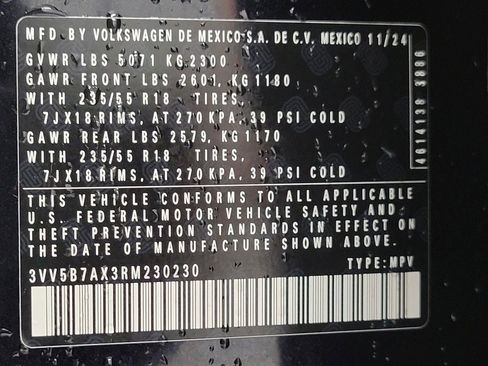 MFD. BY VOLKSWAGEN DE MEXICO S.A. DE C.V. MEXICO 11/24
GVWR LBS 5071 KG 2300
GAWR FRONT LBS 2601, KG 1180
WITH 235/55 R18 TIRES,
7JX18 RIMS, AT 270 KPA, 39 PSI COLD
GAWR REAR LBS 2579, KG 1170
WITH 235/55 R18 TIRES,
7JX18 RIMS, AT 270 KPA, 39 PSI COLD
THIS VEHICLE CONFORMS TO ALL APPLICABLE
U.S. FEDERAL MOTOR VEHICLE SAFETY AND
THEFT PREVENTION STANDARDS IN EFFECT ON
THE DATE OF MANUFACTURE SHOWN ABOVE.
3VV5B7AX3RM230230 TYPE: MPV
4014138